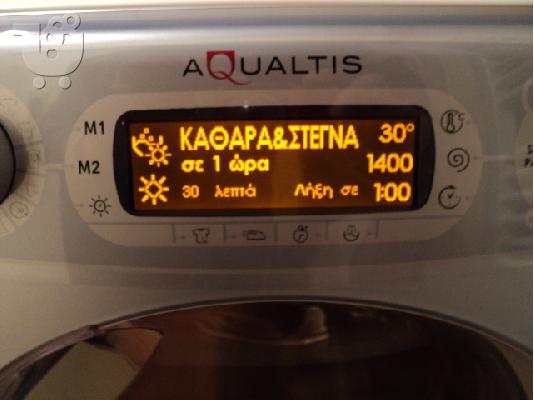 AQUALTIS
M1
M2
ΚΑΘΑΡΑ&ΣΤΕΓΝΑ 30°
σε 1 ώρα 1400
30 λεπτά Λήξη σε 1:00